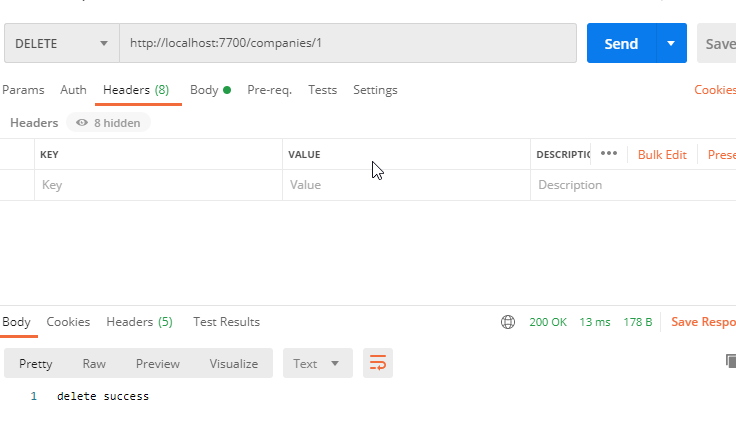 DELETE http://localhost:7700/companies/1 Send Save
Params Auth Headers (8) Body Pre-req. Tests Settings Cookies
Headers 8 hidden
KEY VALUE DESCRIPTIO ••• Bulk Edit Prese
Key Value Description
Body Cookies Headers (5) Test Results 200 OK 13 ms 178 B Save Respo
Pretty Raw Preview Visualize Text
1 delete success